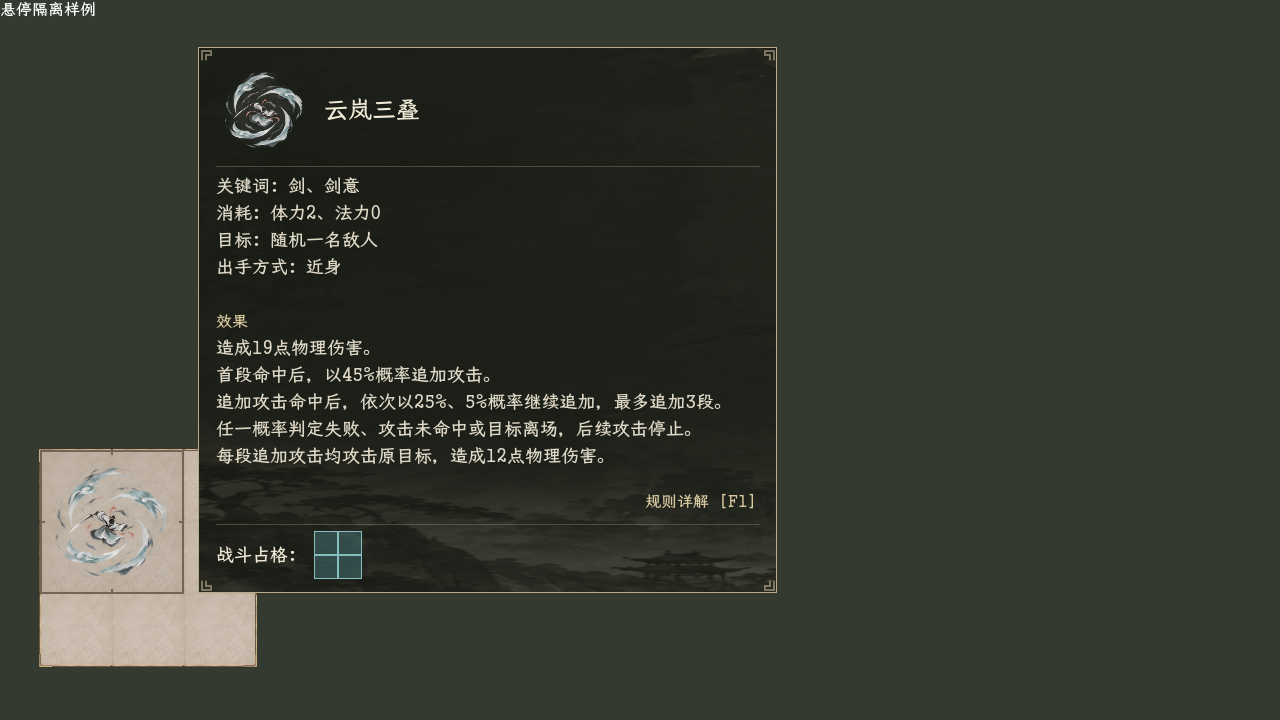 悬停隔离样例
云岚三叠
关键词：剑、剑意
消耗：体力2、法力0
目标：随机一名敌人
出手方式：近身
效果
造成19点物理伤害。
首段命中后，以45%概率追加攻击。
追加攻击命中后，依次以25%、5%概率继续追加，最多追加3段。
任一概率判定失败、攻击未命中或目标离场，后续攻击停止。
每段追加攻击均攻击原目标，造成12点物理伤害。
规则详解 [F1]
战斗占格：